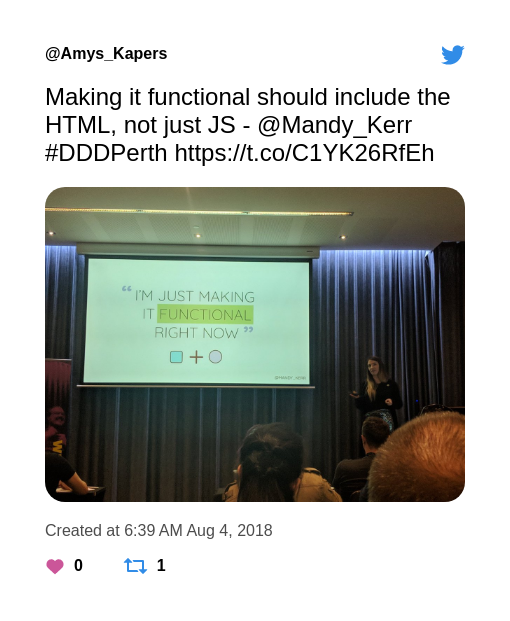 @Amys_Kapers
Making it functional should include the
HTML, not just JS - @Mandy_Kerr
#DDDPerth https://t.co/C1YK26RfEh
“I'M JUST MAKING
IT FUNCTIONAL
RIGHT NOW”
@MANDY_KERR
Created at 6:39 AM Aug 4, 2018
0 1